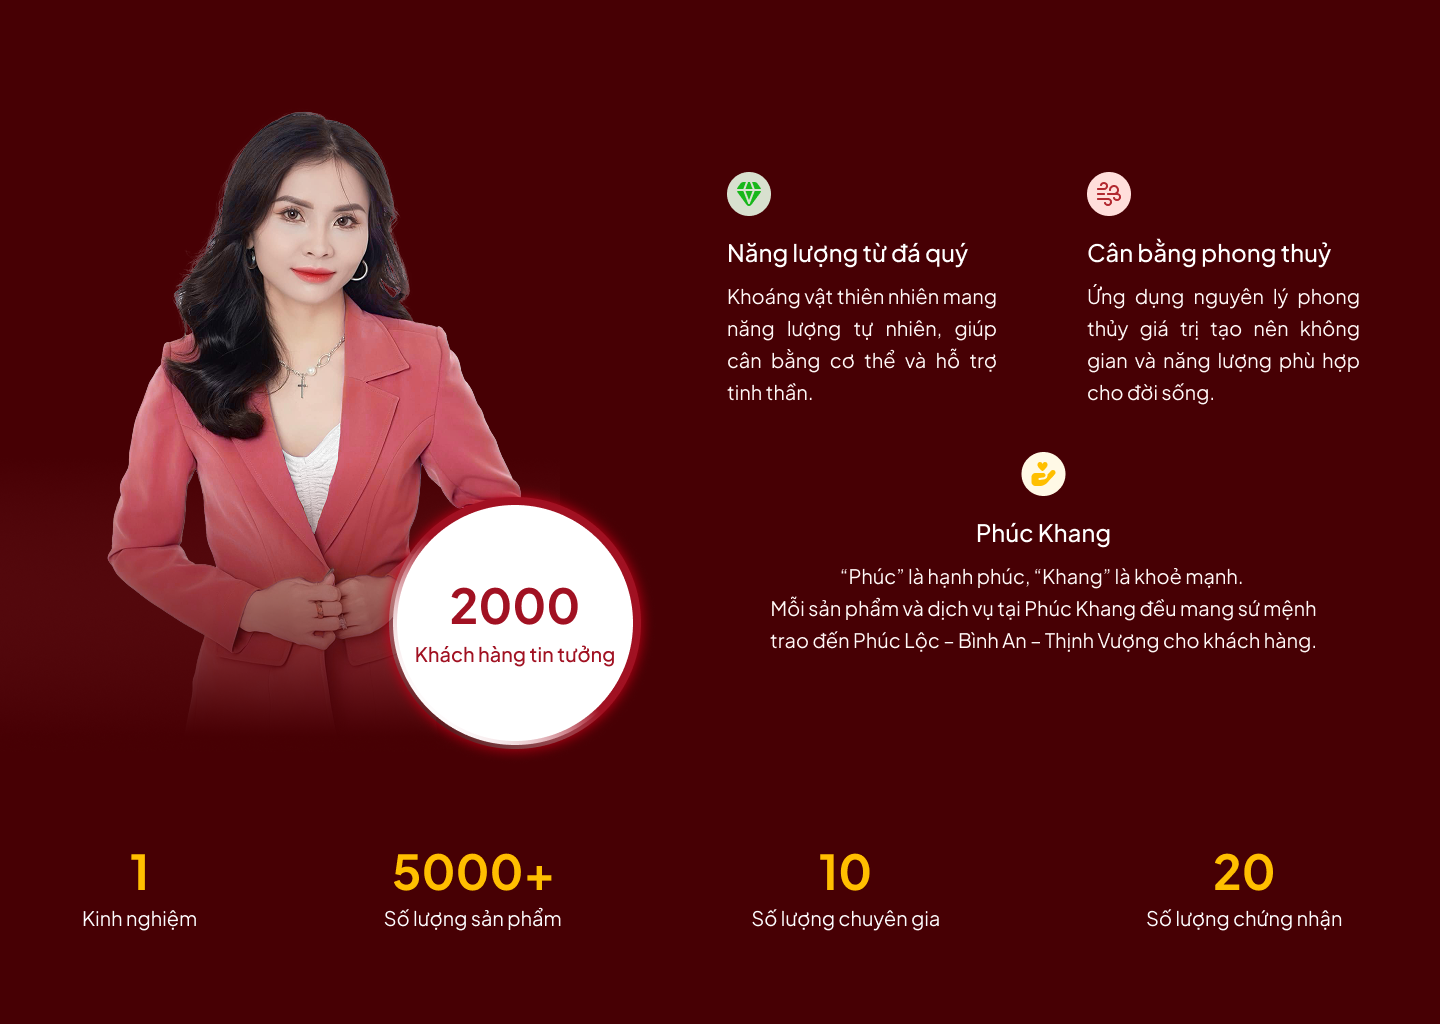 Năng lượng từ đá quý
Khoáng vật thiên nhiên mang
năng lượng tự nhiên, giúp
cân bằng cơ thể và hỗ trợ
tinh thần.
Cân bằng phong thuỷ
Ứng dụng nguyên lý phong
thủy giá trị tạo nên không
gian và năng lượng phù hợp
cho đời sống.
Phúc Khang
“Phúc” là hạnh phúc, “Khang” là khoẻ mạnh.
Mỗi sản phẩm và dịch vụ tại Phúc Khang đều mang sứ mệnh
trao đến Phúc Lộc – Bình An – Thịnh Vượng cho khách hàng.
2000
Khách hàng tin tưởng
1
Kinh nghiệm
5000+
Số lượng sản phẩm
10
Số lượng chuyên gia
20
Số lượng chứng nhận